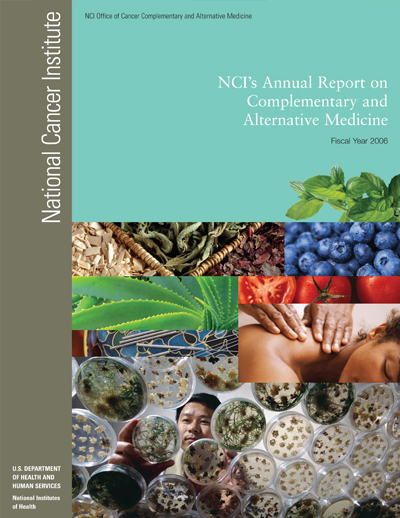 NCI Office of Cancer Complementary and Alternative Medicine
National Cancer Institute
NCI's Annual Report on
Complementary and
Alternative Medicine
Fiscal Year 2006
U.S. DEPARTMENT
OF HEALTH AND
HUMAN SERVICES
National Institutes
of Health